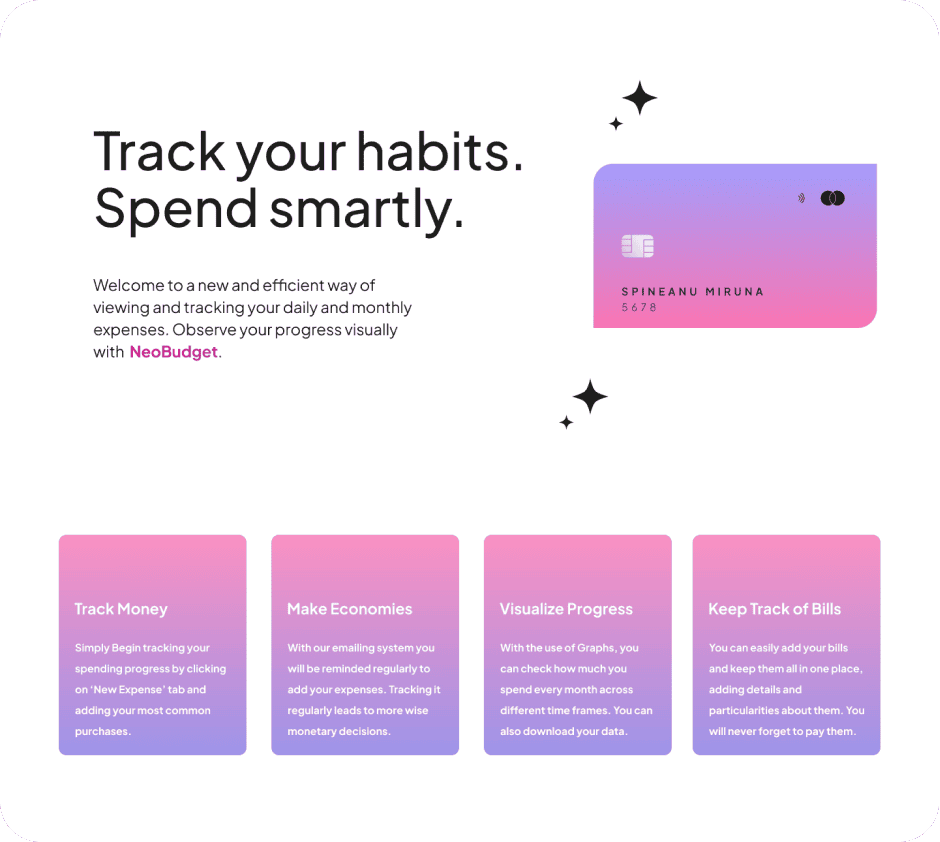 Track your habits.
Spend smartly.
Welcome to a new and efficient way of
viewing and tracking your daily and monthly
expenses. Observe your progress visually
with NeoBudget.
SPINEANU MIRUNA
5678
Track Money
Simply Begin tracking your
spending progress by clicking
on ‘New Expense’ tab and
adding your most common
purchases.
Make Economies
With our emailing system you
will be reminded regularly to
add your expenses. Tracking it
regularly leads to more wise
monetary decisions.
Visualize Progress
With the use of Graphs, you
can check how much you
spend every month across
different time frames. You can
also download your data.
Keep Track of Bills
You can easily add your bills
and keep them all in one place,
adding details and
particularities about them. You
will never forget to pay them.